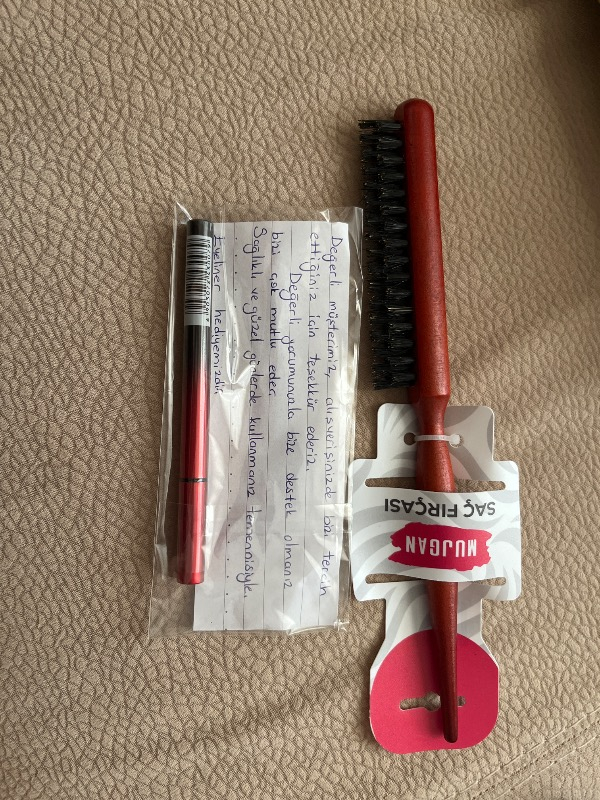 Değerli müşterimiz, alışverişinizde bizi tercih
ettiğiniz için teşekkür ederiz.
Değerli yorumunuzla bize destek olmanız
bizi çok mutlu eder.
Sağlıklı ve güzel günlerde kullanmanız temennisiyle.
Eyeliner hediyemizdir.
MUJGAN
SAÇ FIRÇASI